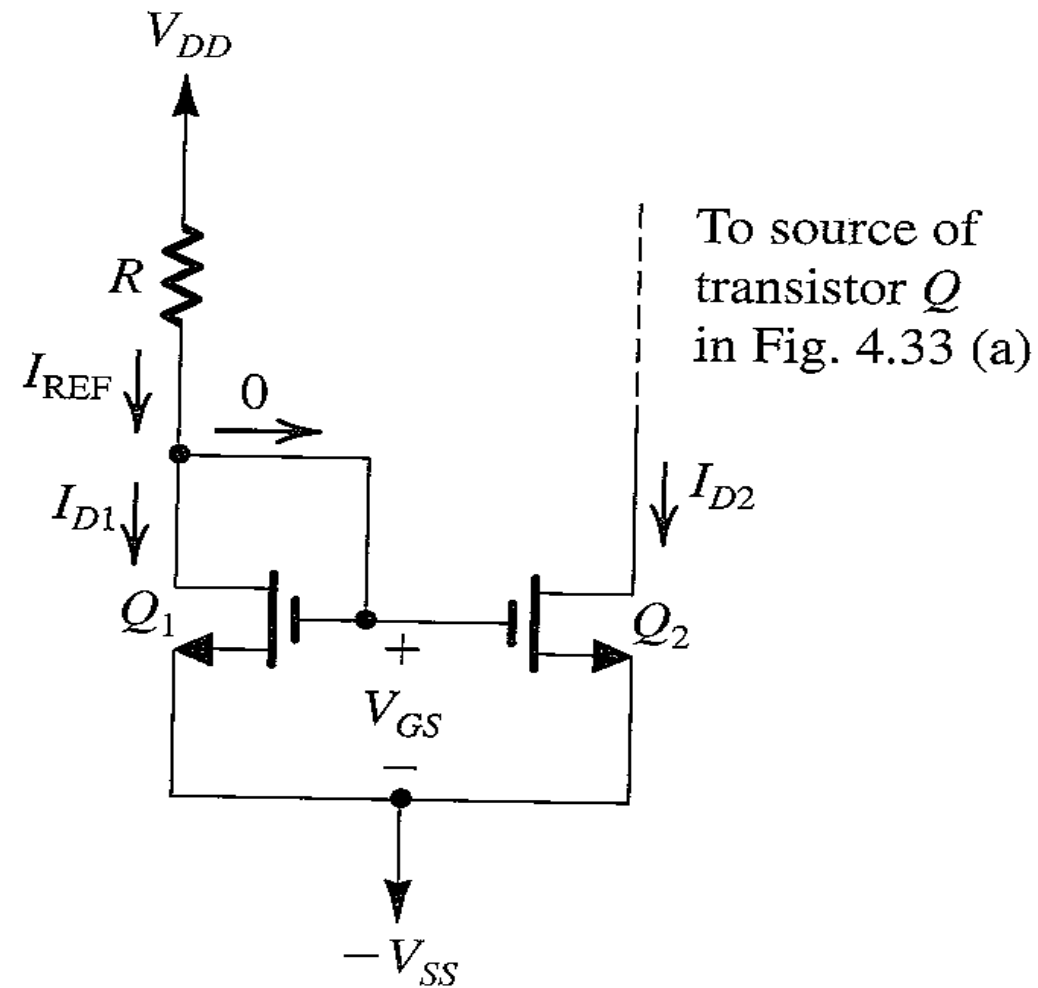 V_DD
R
To source of
transistor Q
in Fig. 4.33 (a)
I_REF
0
I_D1
I_D2
Q_1
Q_2
+
V_GS
−
−V_SS